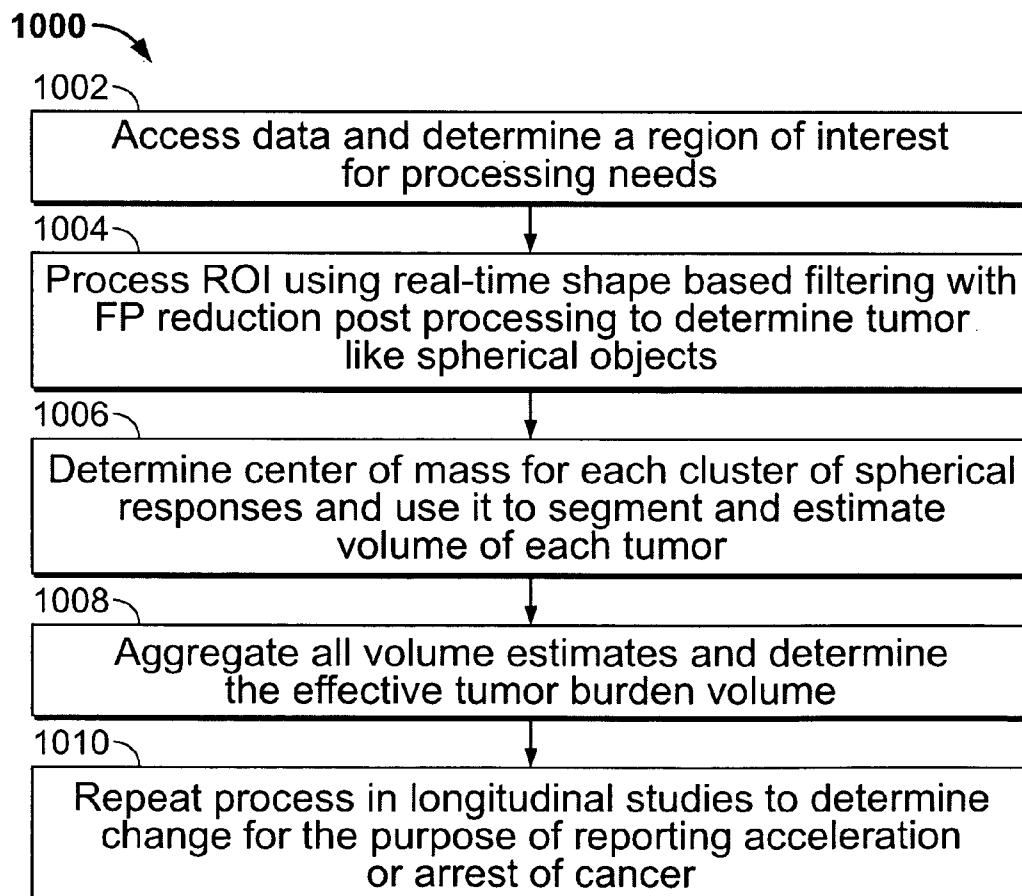 1000
1002
Access data and determine a region of interest
for processing needs
1004
Process ROI using real-time shape based filtering with
FP reduction post processing to determine tumor
like spherical objects
1006
Determine center of mass for each cluster of spherical
responses and use it to segment and estimate
volume of each tumor
1008
Aggregate all volume estimates and determine
the effective tumor burden volume
1010
Repeat process in longitudinal studies to determine
change for the purpose of reporting acceleration
or arrest of cancer